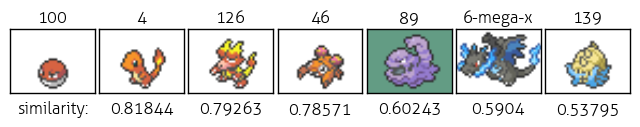 100 4 126 46 89 6-mega-x 139
similarity: 0.81844 0.79263 0.78571 0.60243 0.5904 0.53795